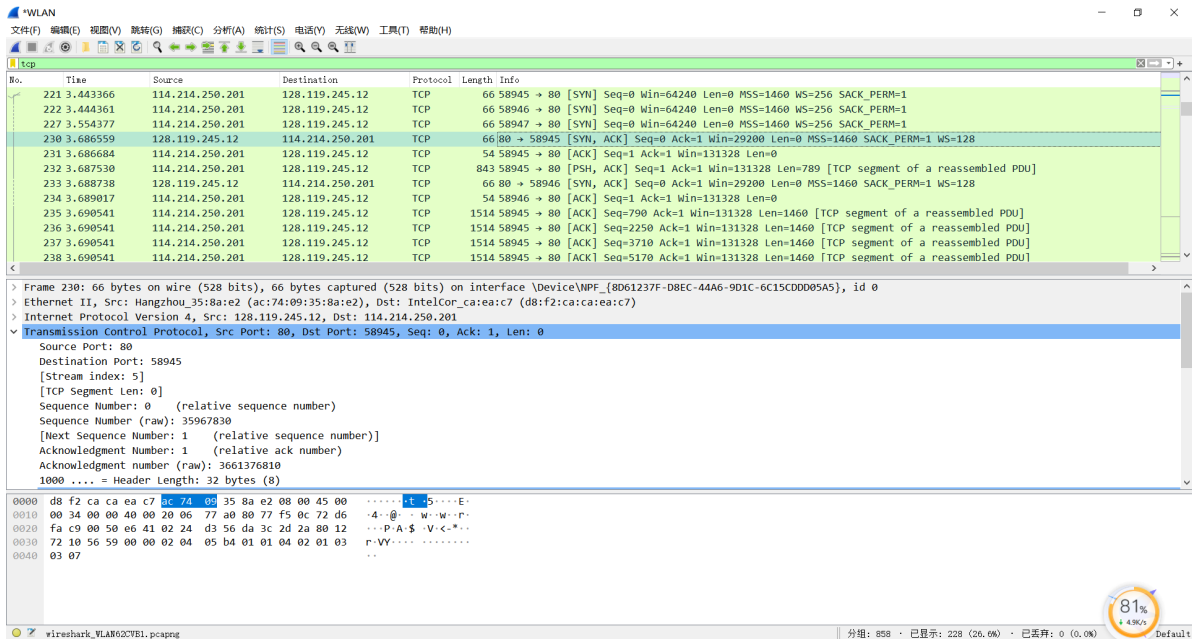 *WLAN
文件(F) 编辑(E) 视图(V) 跳转(G) 捕获(C) 分析(A) 统计(S) 电话(Y) 无线(W) 工具(T) 帮助(H)
tcp
No. Time Source Destination Protocol Length Info
221 3.443366 114.214.250.201 128.119.245.12 TCP 66 58945 → 80 [SYN] Seq=0 Win=64240 Len=0 MSS=1460 WS=256 SACK_PERM=1
222 3.444361 114.214.250.201 128.119.245.12 TCP 66 58946 → 80 [SYN] Seq=0 Win=64240 Len=0 MSS=1460 WS=256 SACK_PERM=1
227 3.554377 114.214.250.201 128.119.245.12 TCP 66 58947 → 80 [SYN] Seq=0 Win=64240 Len=0 MSS=1460 WS=256 SACK_PERM=1
230 3.686559 128.119.245.12 114.214.250.201 TCP 66 80 → 58945 [SYN, ACK] Seq=0 Ack=1 Win=29200 Len=0 MSS=1460 SACK_PERM=1 WS=128
231 3.686684 114.214.250.201 128.119.245.12 TCP 54 58945 → 80 [ACK] Seq=1 Ack=1 Win=131328 Len=0
232 3.687530 114.214.250.201 128.119.245.12 TCP 843 58945 → 80 [PSH, ACK] Seq=1 Ack=1 Win=131328 Len=789 [TCP segment of a reassembled PDU]
233 3.688738 128.119.245.12 114.214.250.201 TCP 66 80 → 58946 [SYN, ACK] Seq=0 Ack=1 Win=29200 Len=0 MSS=1460 SACK_PERM=1 WS=128
234 3.689017 114.214.250.201 128.119.245.12 TCP 54 58946 → 80 [ACK] Seq=1 Ack=1 Win=131328 Len=0
235 3.690541 114.214.250.201 128.119.245.12 TCP 1514 58945 → 80 [ACK] Seq=790 Ack=1 Win=131328 Len=1460 [TCP segment of a reassembled PDU]
236 3.690541 114.214.250.201 128.119.245.12 TCP 1514 58945 → 80 [ACK] Seq=2250 Ack=1 Win=131328 Len=1460 [TCP segment of a reassembled PDU]
237 3.690541 114.214.250.201 128.119.245.12 TCP 1514 58945 → 80 [ACK] Seq=3710 Ack=1 Win=131328 Len=1460 [TCP segment of a reassembled PDU]
238 3.690541 114.214.250.201 128.119.245.12 TCP 1514 58945 → 80 [ACK] Seq=5170 Ack=1 Win=131328 Len=1460 [TCP segment of a reassembled PDU]
Frame 230: 66 bytes on wire (528 bits), 66 bytes captured (528 bits) on interface \Device\NPF_{8D61237F-D8EC-44A6-9D1C-6C15CDDD05A5}, id 0
Ethernet II, Src: Hangzhou_35:8a:e2 (ac:74:09:35:8a:e2), Dst: IntelCor_ca:ea:c7 (d8:f2:ca:ca:ea:c7)
Internet Protocol Version 4, Src: 128.119.245.12, Dst: 114.214.250.201
Transmission Control Protocol, Src Port: 80, Dst Port: 58945, Seq: 0, Ack: 1, Len: 0
Source Port: 80
Destination Port: 58945
[Stream index: 5]
[TCP Segment Len: 0]
Sequence Number: 0 (relative sequence number)
Sequence Number (raw): 35967830
[Next Sequence Number: 1 (relative sequence number)]
Acknowledgment Number: 1 (relative ack number)
Acknowledgment number (raw): 3661376810
1000 .... = Header Length: 32 bytes (8)
0000 d8 f2 ca ca ea c7 ac 74 09 35 8a e2 08 00 45 00 ·······t·5····E·
0010 00 34 00 00 40 00 20 06 77 a0 80 77 f5 0c 72 d6 ·4··@· · w··w··r·
0020 fa c9 00 50 e6 41 02 24 d3 56 da 3c 2d 2a 80 12 ···P·A·$ ·V·<-*··
0030 72 10 56 59 00 00 02 04 05 b4 01 01 04 02 01 03 r·VY···· ········
0040 03 07 ··
81%
4.9K/s
wireshark_WLAN62CVB1.pcapng 分组: 858 · 已显示: 228 (26.6%) · 已丢弃: 0 (0.0%) Default